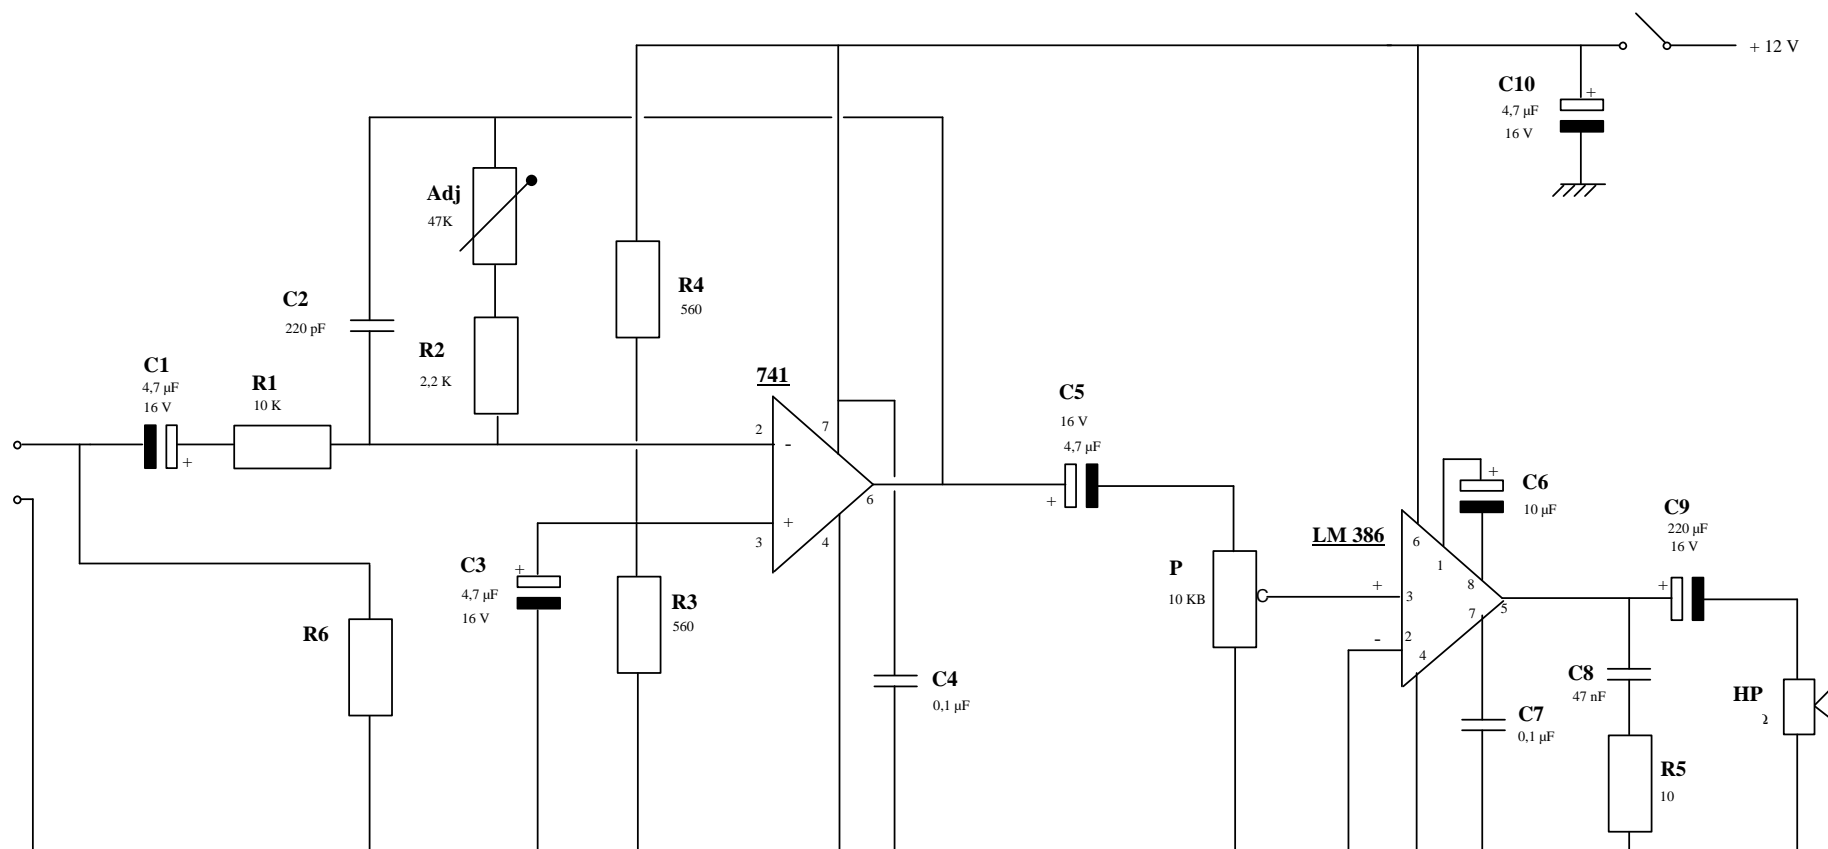 + 12 V
C10
+
4,7 µF
16 V
Adj
47K
C2
220 pF
R4
560
R2
2,2 K
C1
4,7 µF
16 V
+
R1
10 K
741
2
-
7
6
+
3
4
C5
16 V
4,7 µF
+
C3
+
4,7 µF
16 V
R3
560
R6
C4
0,1 µF
P
10 KB
LM 386
6
1
8
+
3
7
5
-
2
4
+
C6
10 µF
C9
220 µF
16 V
+
C8
47 nF
C7
0,1 µF
R5
10
HP